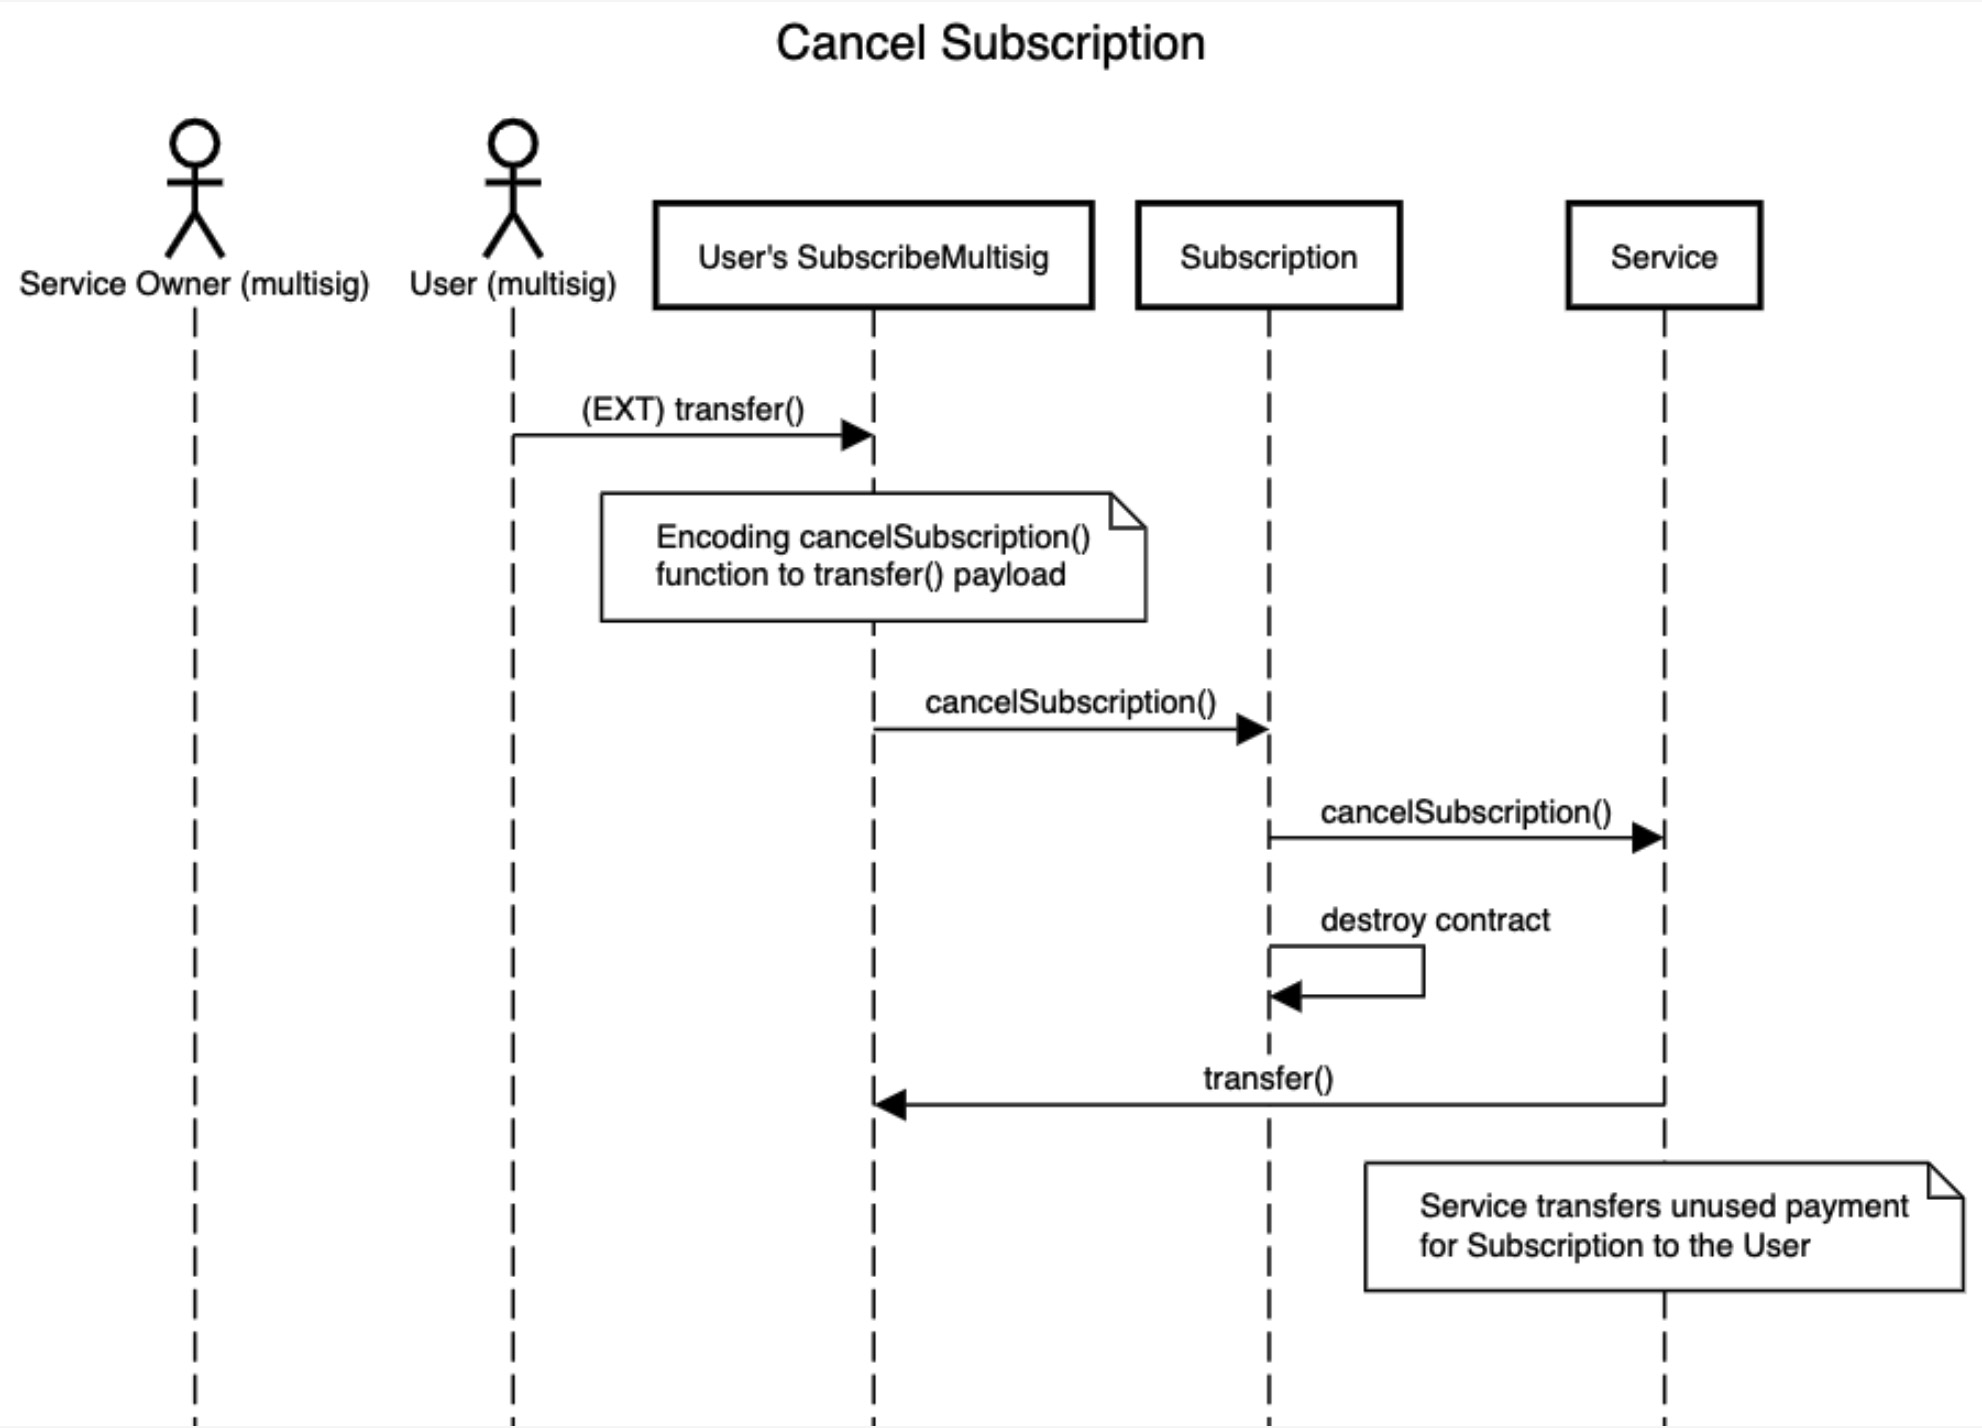 Cancel Subscription
Service Owner (multisig)
User (multisig)
User's SubscribeMultisig
Subscription
Service
(EXT) transfer()
Encoding cancelSubscription()
function to transfer() payload
cancelSubscription()
cancelSubscription()
destroy contract
transfer()
Service transfers unused payment
for Subscription to the User